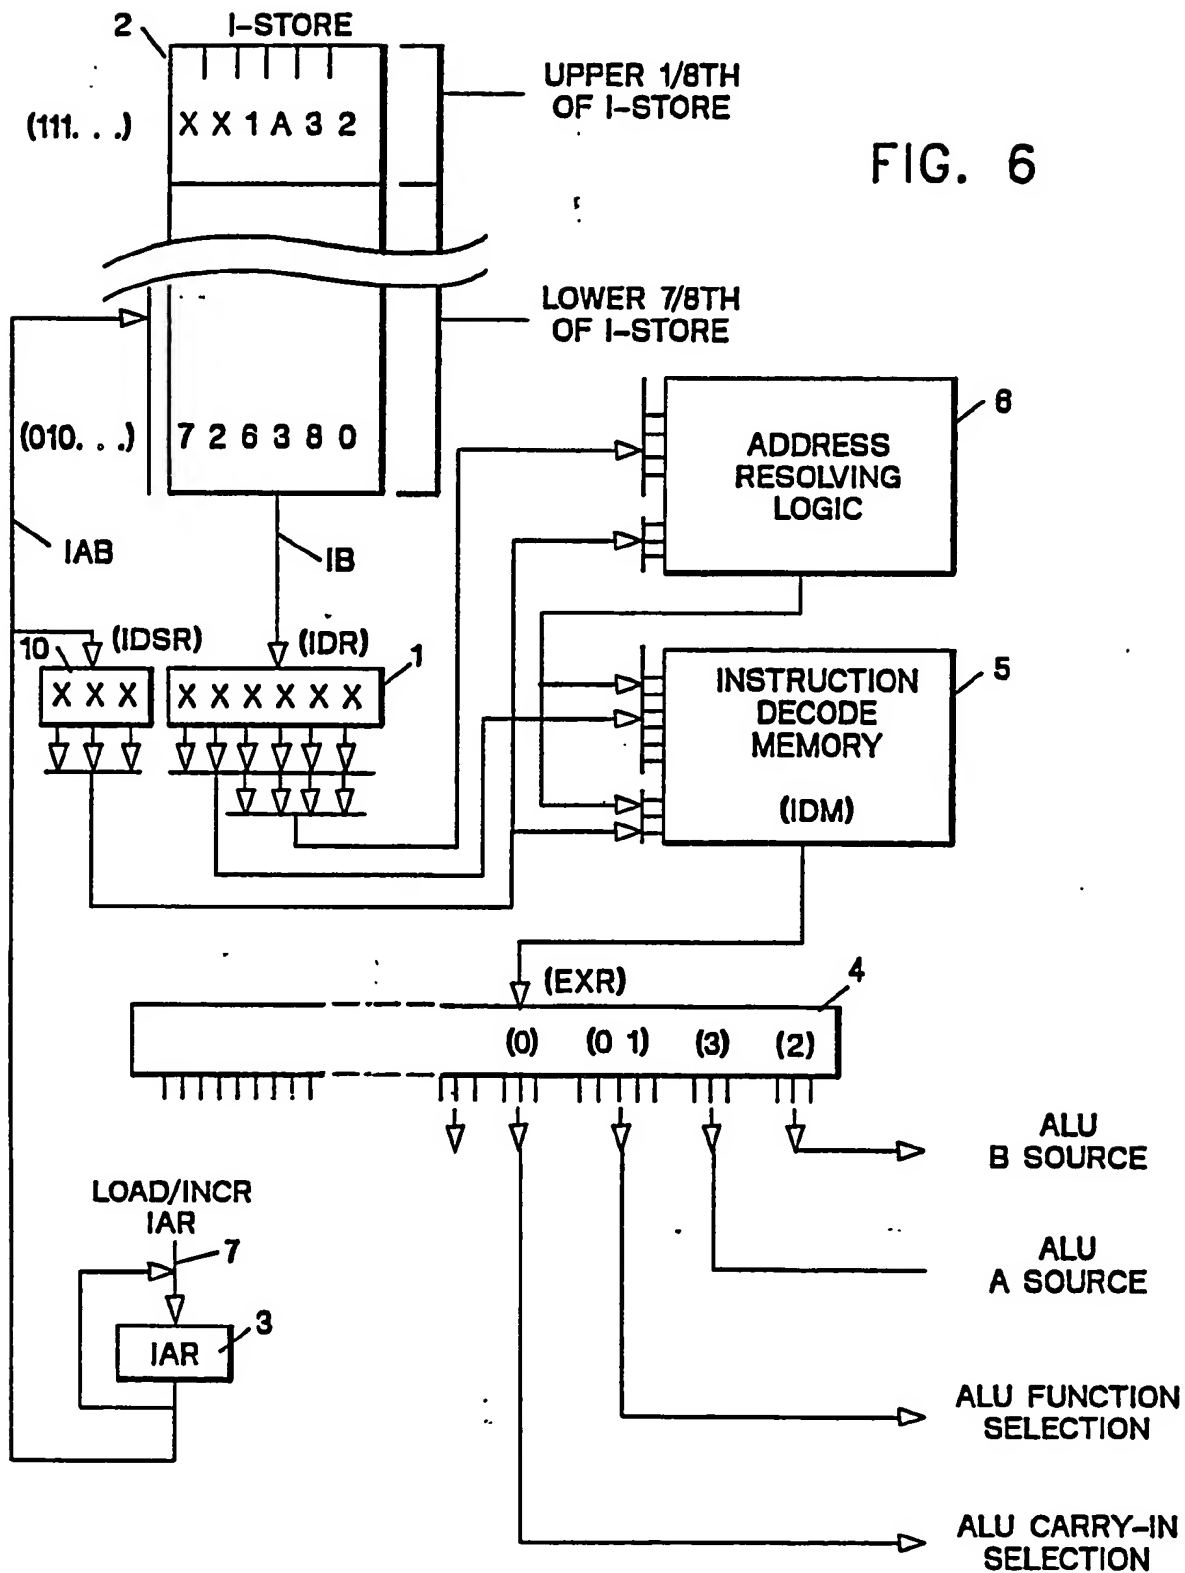 2
I-STORE
UPPER 1/8TH
OF I-STORE
(111. . .)
X X 1 A 3 2
FIG. 6
LOWER 7/8TH
OF I-STORE
(010. . .)
7 2 6 3 8 0
6
ADDRESS
RESOLVING
LOGIC
IAB
IB
10
(IDSR)
(IDR)
1
X X X
X X X X X X
INSTRUCTION
DECODE
MEMORY
(IDM)
5
(EXR)
4
(0)
(0 1)
(3)
(2)
ALU
B SOURCE
LOAD/INCR
IAR
7
ALU
A SOURCE
3
IAR
ALU FUNCTION
SELECTION
ALU CARRY-IN
SELECTION